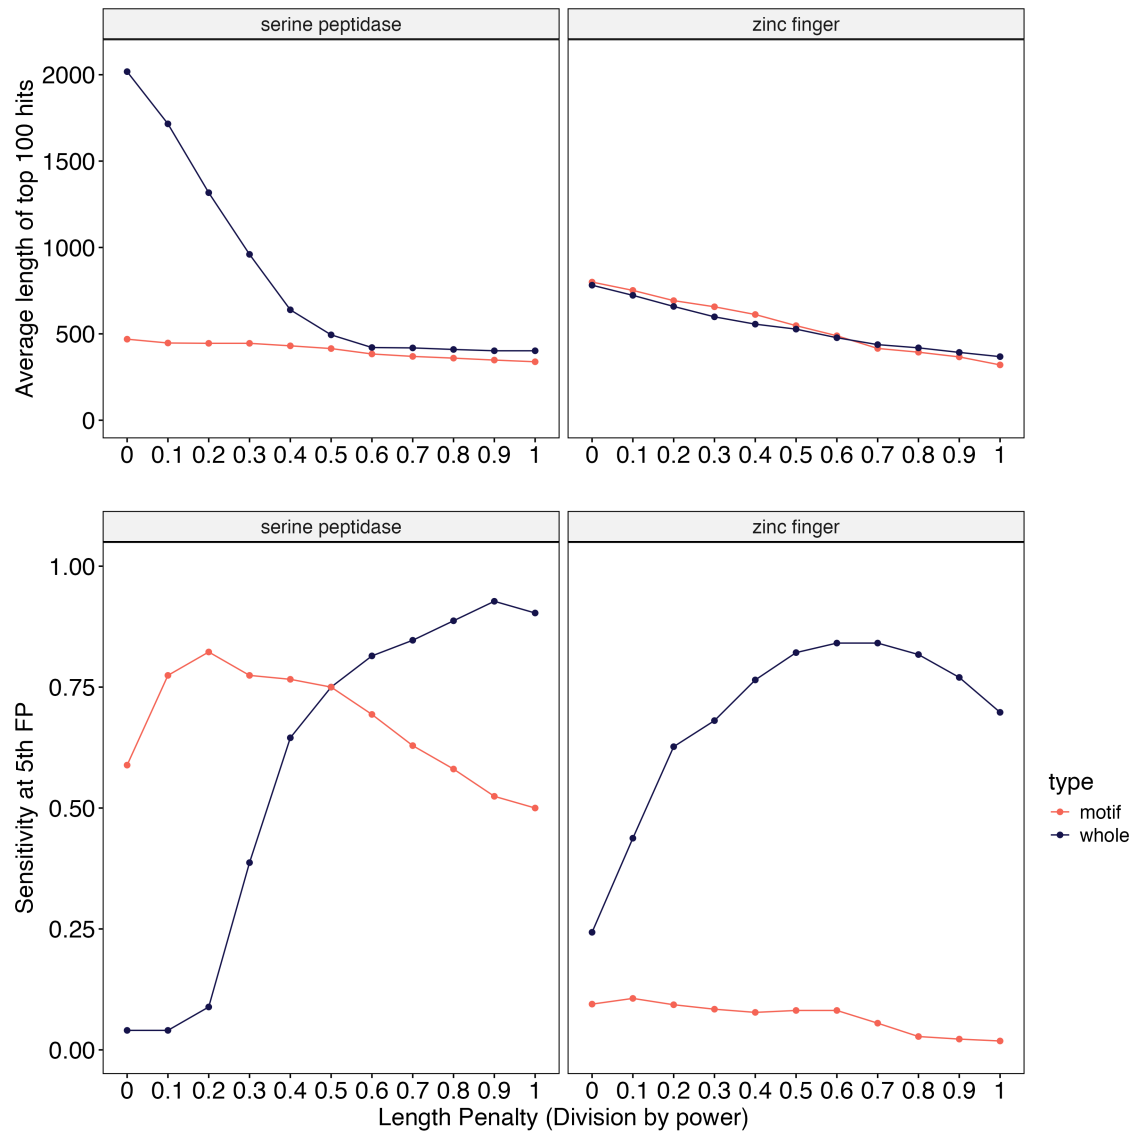 serine peptidase
zinc finger
Average length of top 100 hits
2000
1500
1000
500
0
0 0.1 0.2 0.3 0.4 0.5 0.6 0.7 0.8 0.9 1
0 0.1 0.2 0.3 0.4 0.5 0.6 0.7 0.8 0.9 1
serine peptidase
zinc finger
Sensitivity at 5th FP
1.00
0.75
0.50
0.25
0.00
0 0.1 0.2 0.3 0.4 0.5 0.6 0.7 0.8 0.9 1
0 0.1 0.2 0.3 0.4 0.5 0.6 0.7 0.8 0.9 1
Length Penalty (Division by power)
type
motif
whole